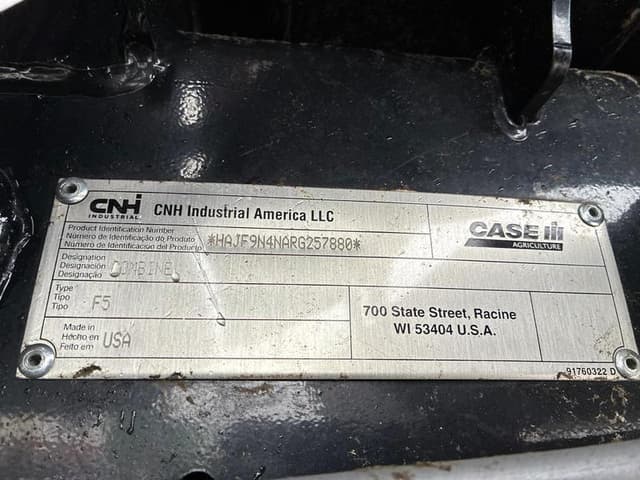 CNH
INDUSTRIAL
CNH Industrial America LLC
Product Identification Number
Número de Identificação do Produto
Número de Identificacion del Producto
*HAJF9N4NARG257880*
CASE IH
AGRICULTURE
Designation
Designación
Designação
COMBINE
Type
Tipo
Tipo
F5
700 State Street, Racine
WI 53404 U.S.A.
Made in
Hecho en
Feito em
USA
91760322 D